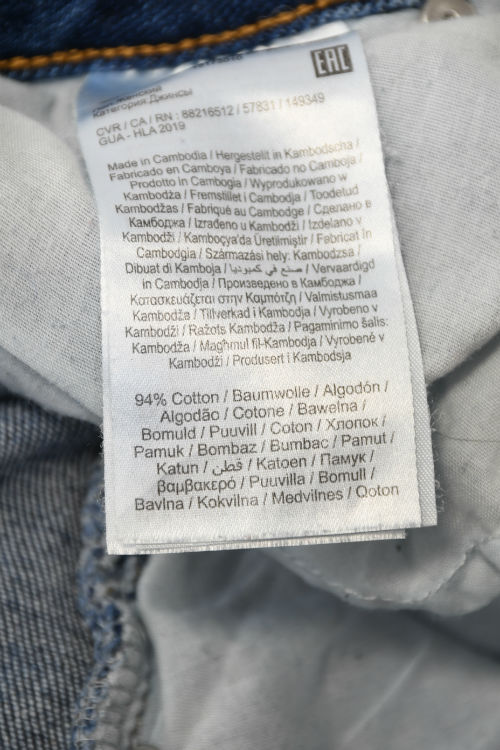 EAC
Категория Джинсы
CVR / CA / RN : 88216512 / 57831 / 149349
GUA - HLA 2019
Made in Cambodia / Hergestellt in Kambodscha /
Fabricado en Camboya / Fabricado no Camboja /
Prodotto in Cambogia / Wyprodukowano w
Kambodża / Fremstillet i Cambodja / Toodetud
Kambodžas / Fabriqué au Cambodge / Сделано в
Камбоджа / Izrađeno u Kambodži / Izdelano v
Kambodži / Kamboçya'da Üretilmiştir / Fabricat în
Cambodgia / Származási hely: Kambodzsa /
Dibuat di Kamboja / صنع في كمبوديا / Vervaardigd
in Cambodja / Произведено в Камбоджа /
Κατασκευάζεται στην Καμπότζη / Valmistusmaa
Kambodža / Tillverkad i Kambodja / Vyrobeno v
Kambodži / Ražots Kambodža / Pagaminimo šalis:
Kambodža / Magħmul fil-Kambodja / Vyrobené v
Kambodži / Produsert i Kambodsja
94% Cotton / Baumwolle / Algodón /
Algodão / Cotone / Bawełna /
Bomuld / Puuvill / Coton / Хлопок /
Pamuk / Bombaz / Bumbac / Pamut /
Katun / قطن / Katoen / Памук /
βαμβακερό / Puuvilla / Bomull /
Bavlna / Kokvilna / Medvilnes / Qoton